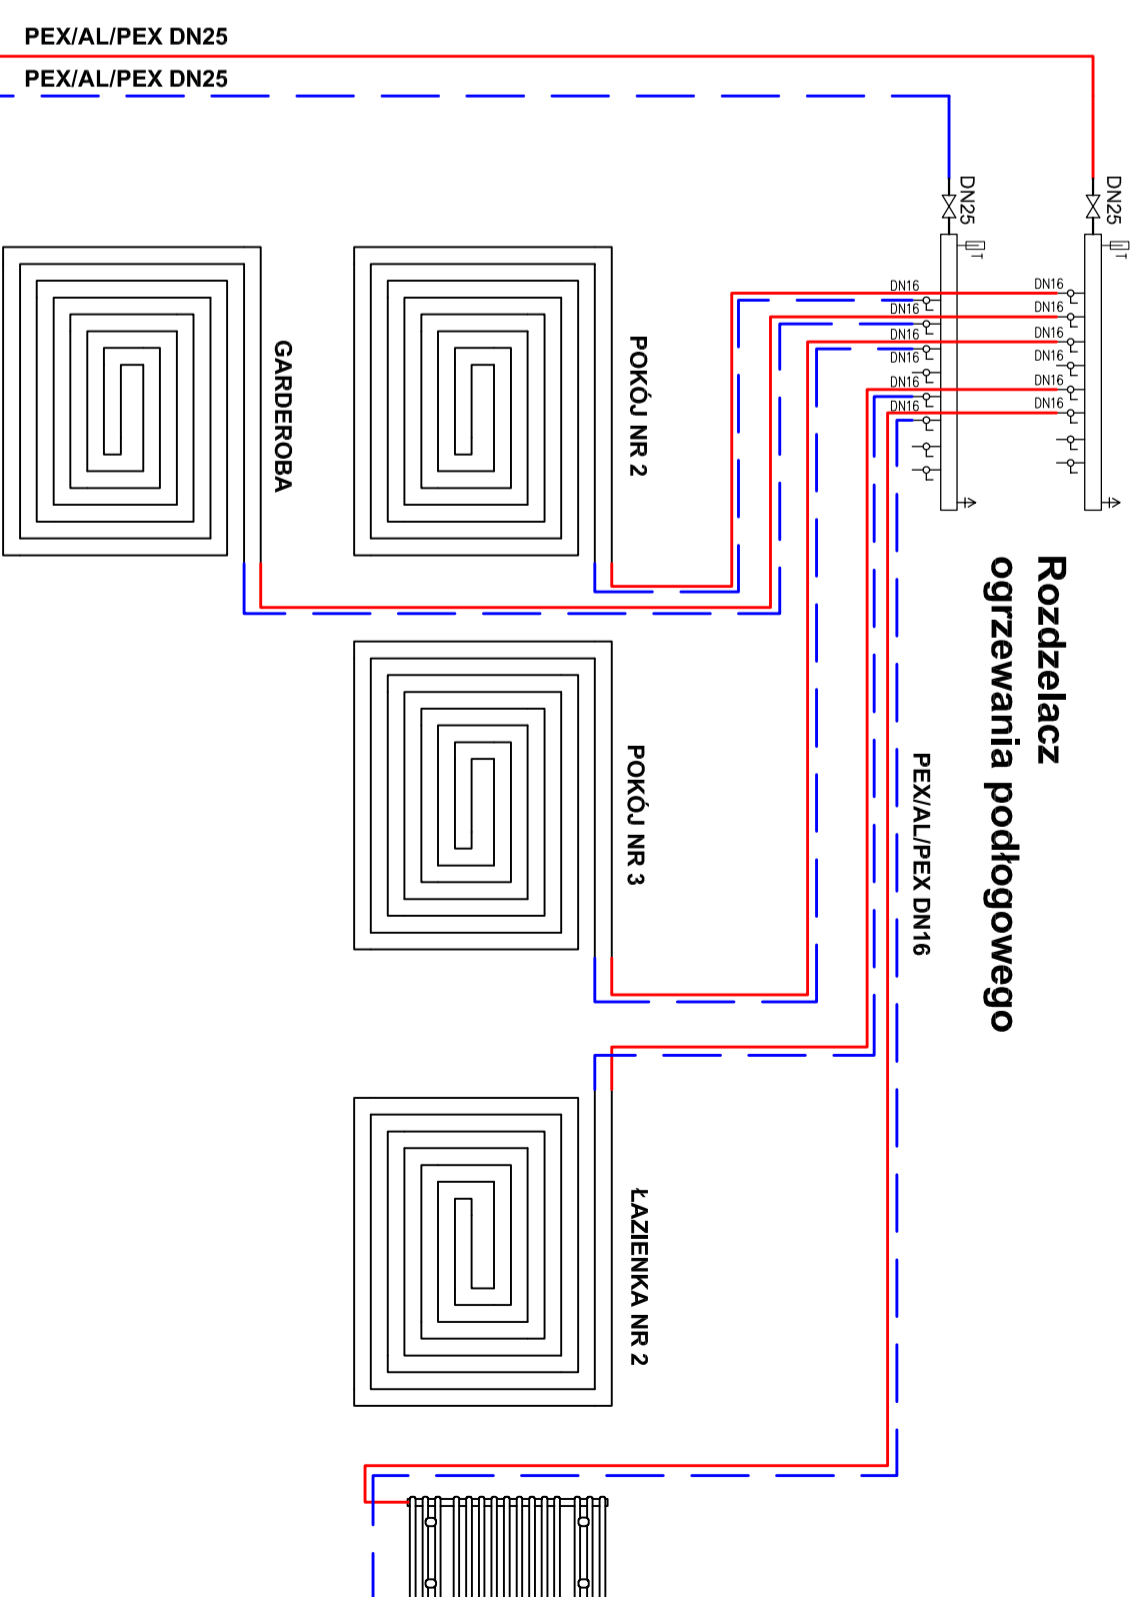 PEX/AL/PEX DN25
PEX/AL/PEX DN25
DN25
DN25
T
T
DN16
DN16
DN16
DN16
DN16
DN16
DN16
DN16
DN16
DN16
DN16
DN16
Rozdzelacz
ogrzewania podłogowego
PEX/AL/PEX DN16
GARDEROBA
POKÓJ NR 2
POKÓJ NR 3
ŁAZIENKA NR 2